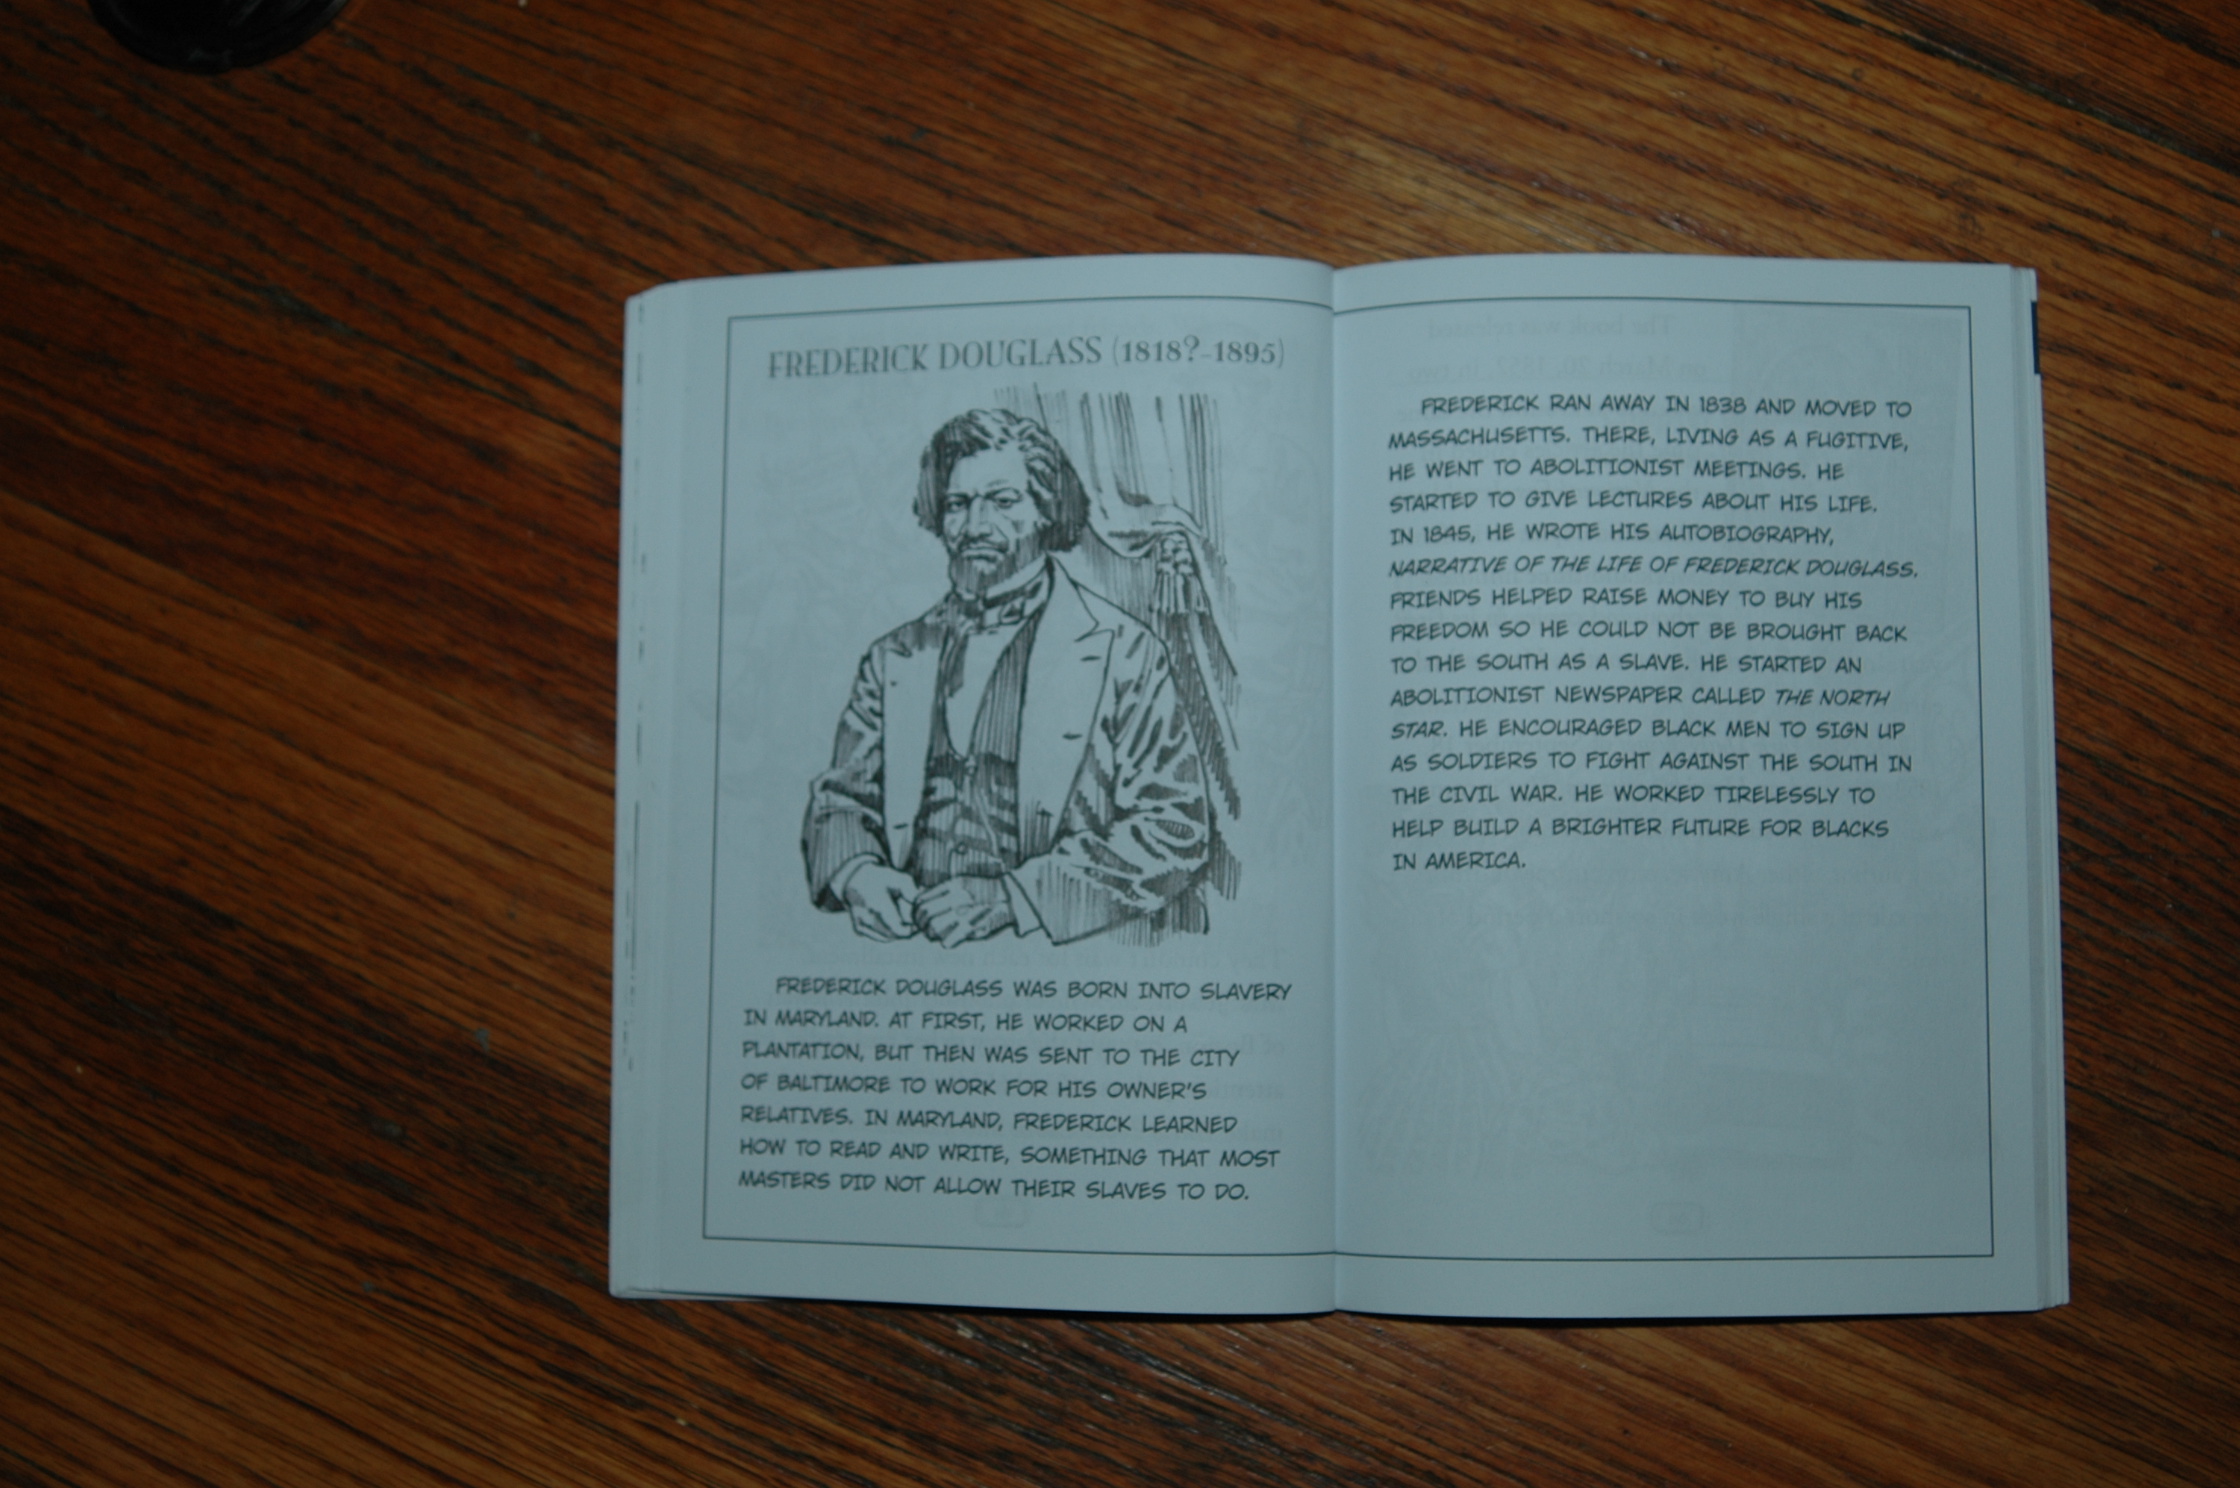 FREDERICK DOUGLASS (1818?–1895)
FREDERICK DOUGLASS WAS BORN INTO SLAVERY
IN MARYLAND. AT FIRST, HE WORKED ON A
PLANTATION, BUT THEN WAS SENT TO THE CITY
OF BALTIMORE TO WORK FOR HIS OWNER'S
RELATIVES. IN MARYLAND, FREDERICK LEARNED
HOW TO READ AND WRITE, SOMETHING THAT MOST
MASTERS DID NOT ALLOW THEIR SLAVES TO DO.
FREDERICK RAN AWAY IN 1838 AND MOVED TO
MASSACHUSETTS. THERE, LIVING AS A FUGITIVE,
HE WENT TO ABOLITIONIST MEETINGS. HE
STARTED TO GIVE LECTURES ABOUT HIS LIFE.
IN 1845, HE WROTE HIS AUTOBIOGRAPHY,
NARRATIVE OF THE LIFE OF FREDERICK DOUGLASS.
FRIENDS HELPED RAISE MONEY TO BUY HIS
FREEDOM SO HE COULD NOT BE BROUGHT BACK
TO THE SOUTH AS A SLAVE. HE STARTED AN
ABOLITIONIST NEWSPAPER CALLED THE NORTH
STAR. HE ENCOURAGED BLACK MEN TO SIGN UP
AS SOLDIERS TO FIGHT AGAINST THE SOUTH IN
THE CIVIL WAR. HE WORKED TIRELESSLY TO
HELP BUILD A BRIGHTER FUTURE FOR BLACKS
IN AMERICA.